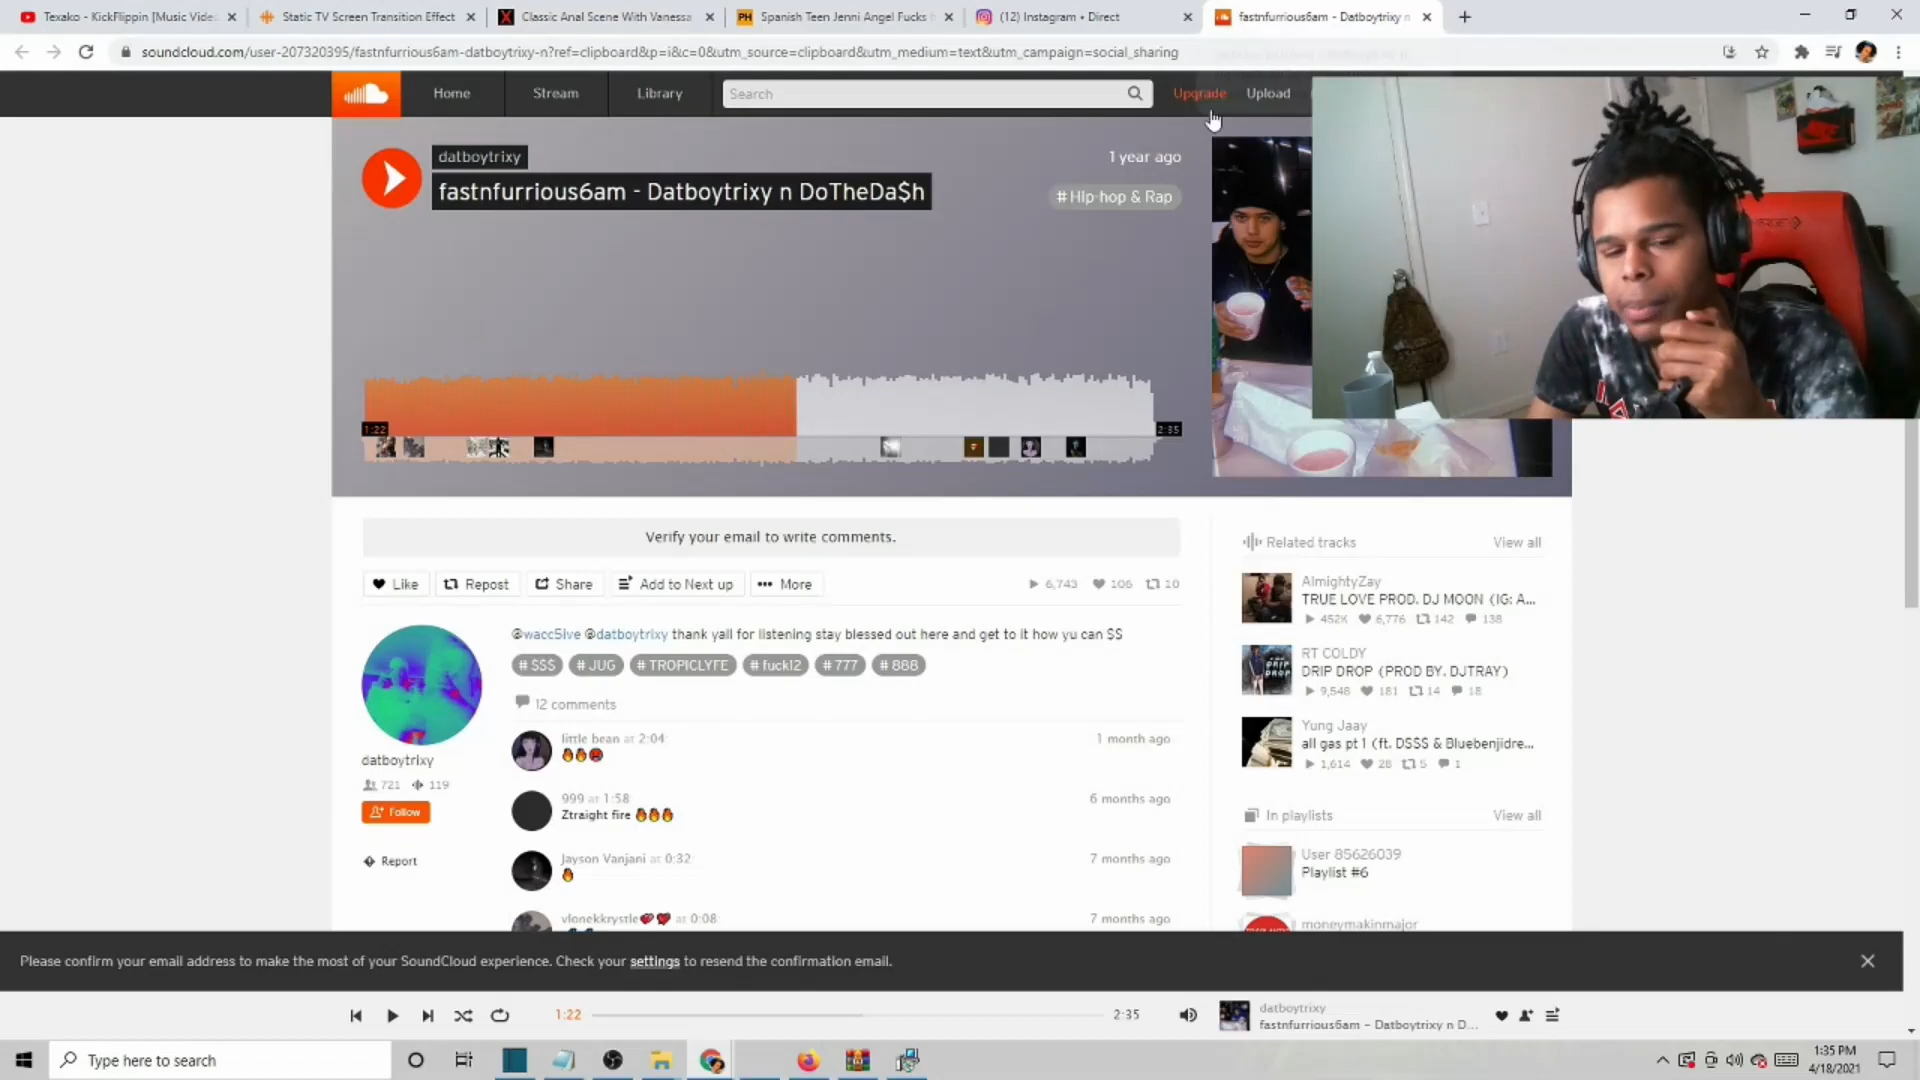 Texako - KickFlippin [Music Vide
Static TV Screen Transition Effect
Classic Anal Scene With Vanessa
PH
Spanish Teen Jenni Angel Fucks h
(12) Instagram • Direct
fastnfurrious6am - Datboytrixy n
soundcloud.com/user-207320395/fastnfurrious6am-datboytrixy-n?ref=clipboard&p=i&c=0&utm_source=clipboard&utm_medium=text&utm_campaign=social_sharing
Home
Stream
Library
Search
Upgrade
Upload
datboytrixy
1 year ago
fastnfurrious6am - Datboytrixy n DoTheDa$h
# Hip-hop & Rap
1:22
2:35
Verify your email to write comments.
Like
Repost
Share
Add to Next up
More
6,743
106
10
Related tracks
View all
AlmightyZay
TRUE LOVE PROD. DJ MOON (IG: A...
452K
6,776
142
138
RT COLDY
DRIP DROP (PROD BY. DJTRAY)
9,548
181
14
18
Yung Jaay
all gas pt 1 (ft. DS$$ & Bluebenjidre...
1,614
28
5
1
@wacc5ive @datboytrixy thank yall for listening stay blessed out here and get to it how yu can $$
# $$$
# JUG
# TROPICLYFE
# fuck12
# 777
# 888
12 comments
datboytrixy
721
119
Follow
Report
little bean at 2:04
1 month ago
999 at 1:58
6 months ago
Ztraight fire 🔥🔥🔥
Jayson Vanjani at 0:32
7 months ago
vlonekkrystle at 0:08
7 months ago
In playlists
View all
User 85626039
Playlist #6
moneymakinmajor
Please confirm your email address to make the most of your SoundCloud experience. Check your settings to resend the confirmation email.
1:22
2:35
datboytrixy
fastnfurrious6am - Datboytrixy n D...
Type here to search
1:35 PM
4/18/2021